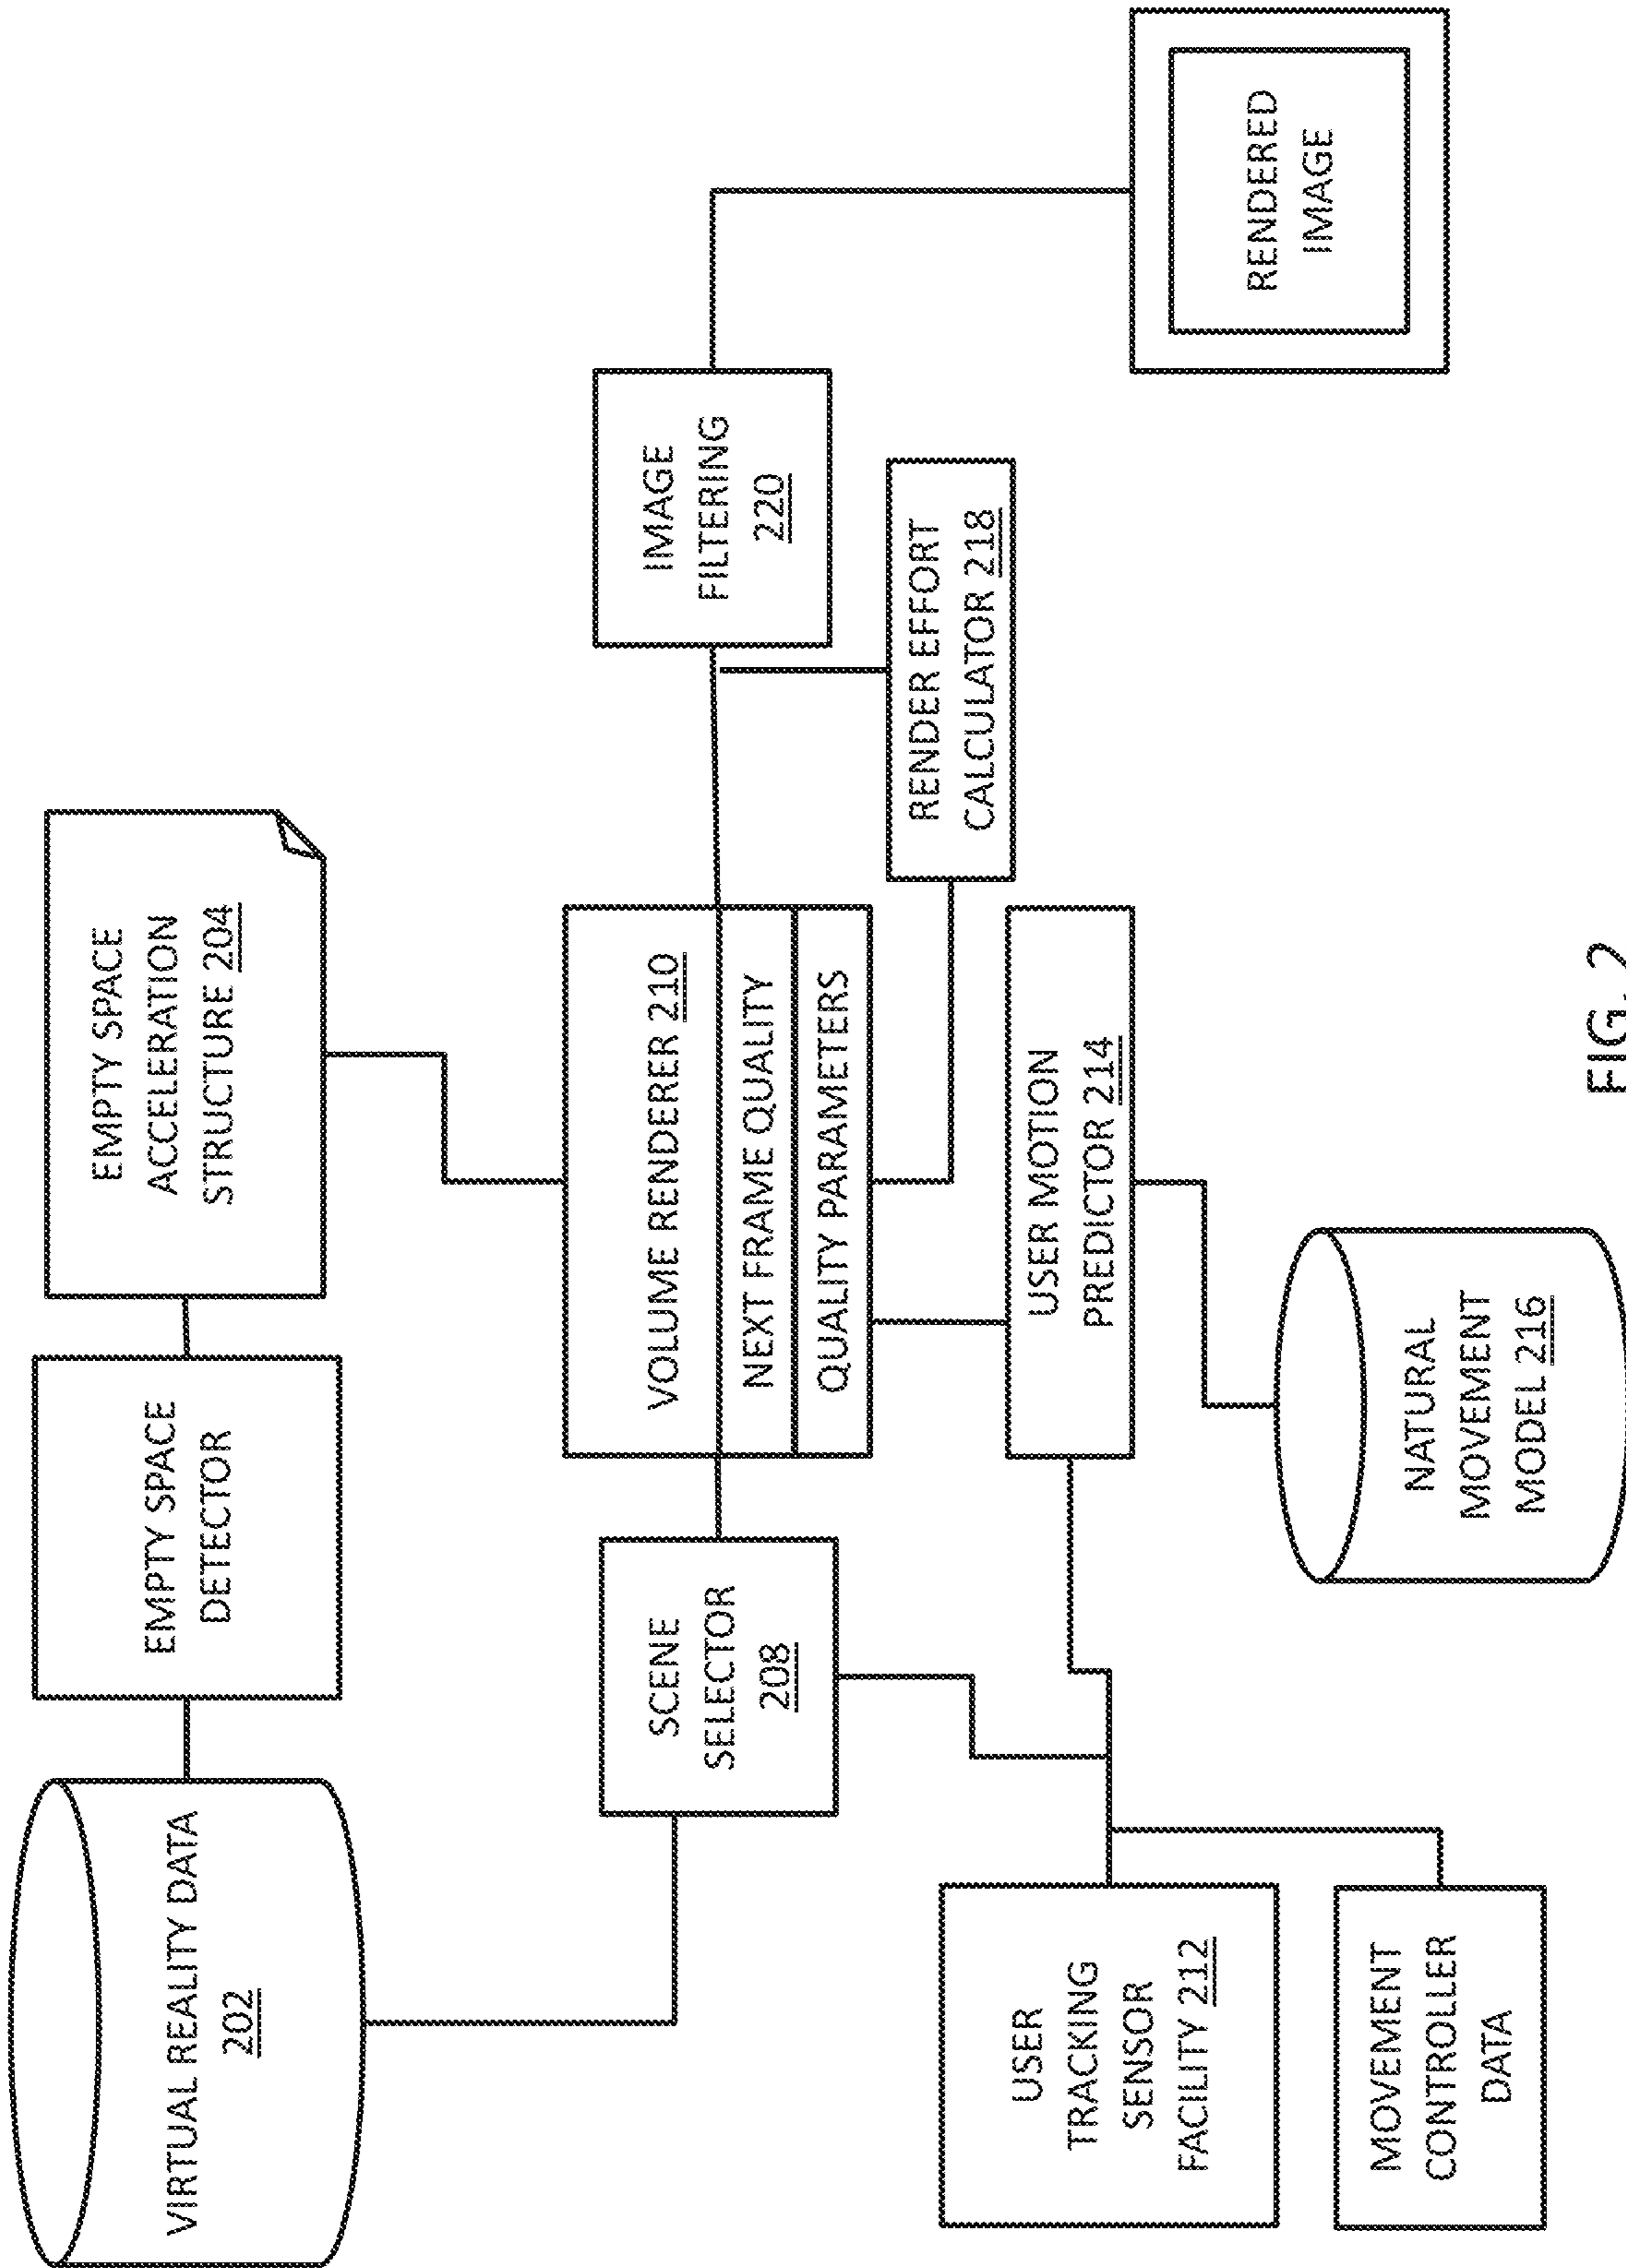 VIRTUAL REALITY DATA
202
EMPTY SPACE
DETECTOR
EMPTY SPACE
ACCELERATION
STRUCTURE 204
SCENE
SELECTOR
208
VOLUME RENDERER 210
NEXT FRAME QUALITY
QUALITY PARAMETERS
IMAGE
FILTERING
220
RENDER EFFORT
CALCULATOR 218
USER
TRACKING
SENSOR
FACILITY 212
USER MOTION
PREDICTOR 214
MOVEMENT
CONTROLLER
DATA
NATURAL
MOVEMENT
MODEL 216
RENDERED
IMAGE
FIG. 2